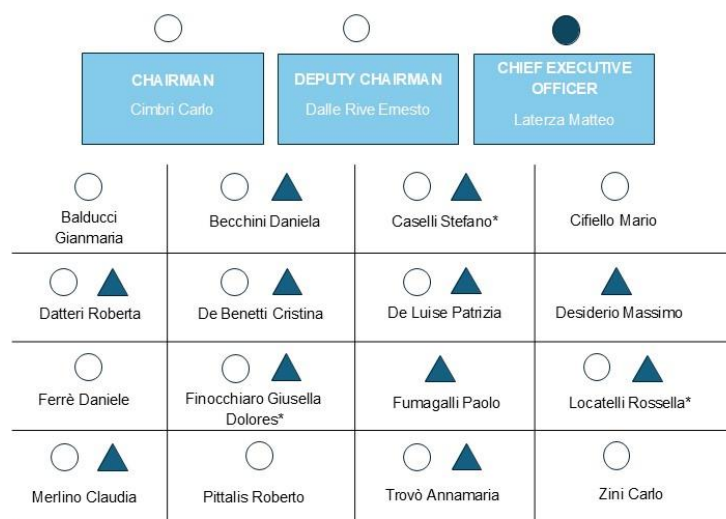 CHAIRMAN
Cimbri Carlo
DEPUTY CHAIRMAN
Dalle Rive Ernesto
CHIEF EXECUTIVE
OFFICER
Laterza Matteo
Balducci
Gianmaria
Becchini Daniela
Caselli Stefano*
Cifiello Mario
Datteri Roberta
De Benetti Cristina
De Luise Patrizia
Desiderio Massimo
Ferrè Daniele
Finocchiaro Giusella
Dolores*
Fumagalli Paolo
Locatelli Rossella*
Merlino Claudia
Pittalis Roberto
Trovò Annamaria
Zini Carlo